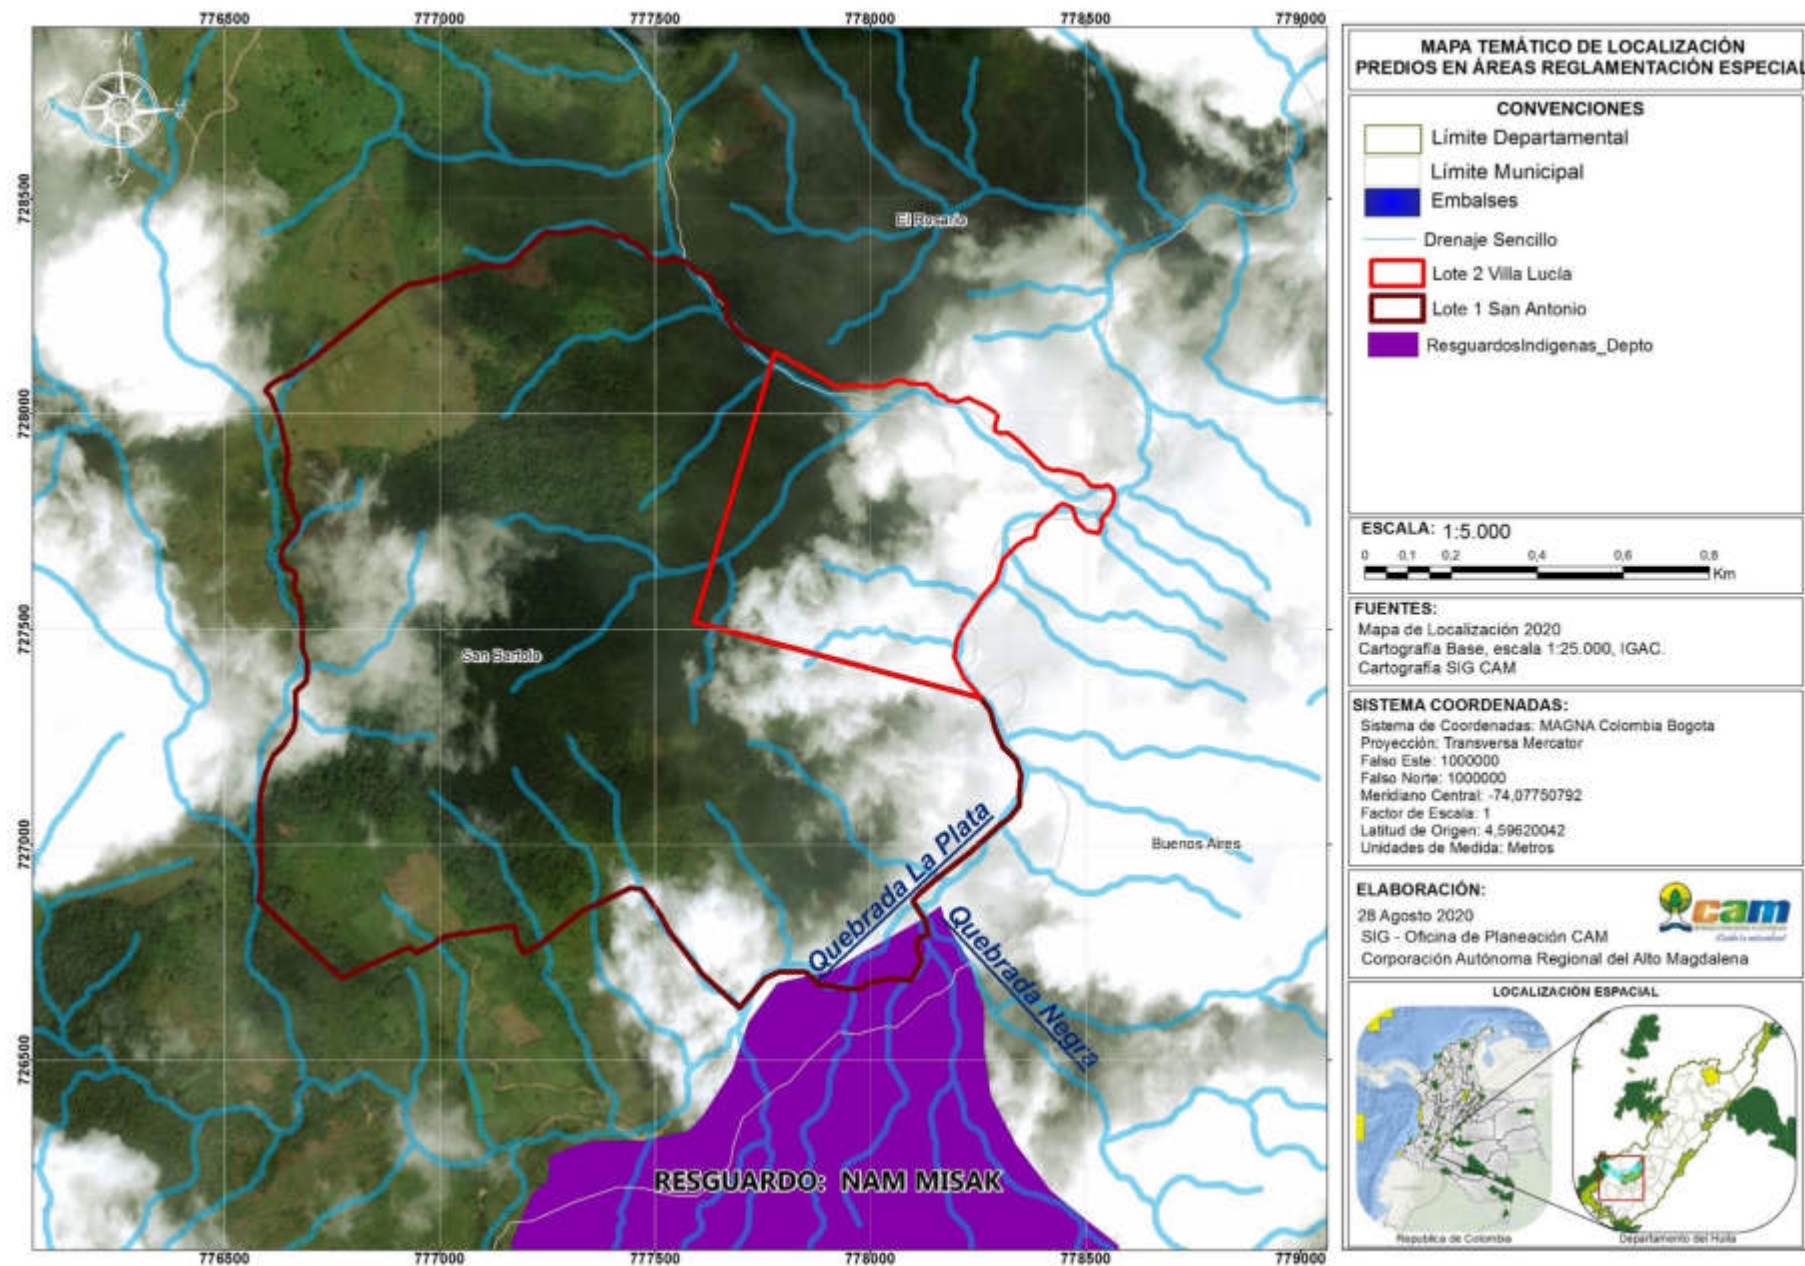 776500 777000 777500 778000 778500 779000
728500
728000
727500
727000
726500
El Rosario
San Bartolo
Buenos Aires
Quebrada La Plata
Quebrada Negra
RESGUARDO: NAM MISAK
776500 777000 777500 778000 778500 779000
MAPA TEMÁTICO DE LOCALIZACIÓN
PREDIOS EN ÁREAS REGLAMENTACIÓN ESPECIAL
CONVENCIONES
Límite Departamental
Límite Municipal
Embalses
Drenaje Sencillo
Lote 2 Villa Lucía
Lote 1 San Antonio
ResguardosIndigenas_Depto
ESCALA: 1:5.000
0 0,1 0,2 0,4 0,6 0,8
Km
FUENTES:
Mapa de Localización 2020
Cartografía Base, escala 1:25.000, IGAC.
Cartografía SIG CAM
SISTEMA COORDENADAS:
Sistema de Coordenadas: MAGNA Colombia Bogota
Proyección: Transversa Mercator
Falso Este: 1000000
Falso Norte: 1000000
Meridiano Central: -74,07750792
Factor de Escala: 1
Latitud de Origen: 4,59620042
Unidades de Medida: Metros
ELABORACIÓN:
28 Agosto 2020
SIG - Oficina de Planeación CAM
Corporación Autónoma Regional del Alto Magdalena
cam
LOCALIZACIÓN ESPACIAL
Republica de Colombia
Departamento del Huila